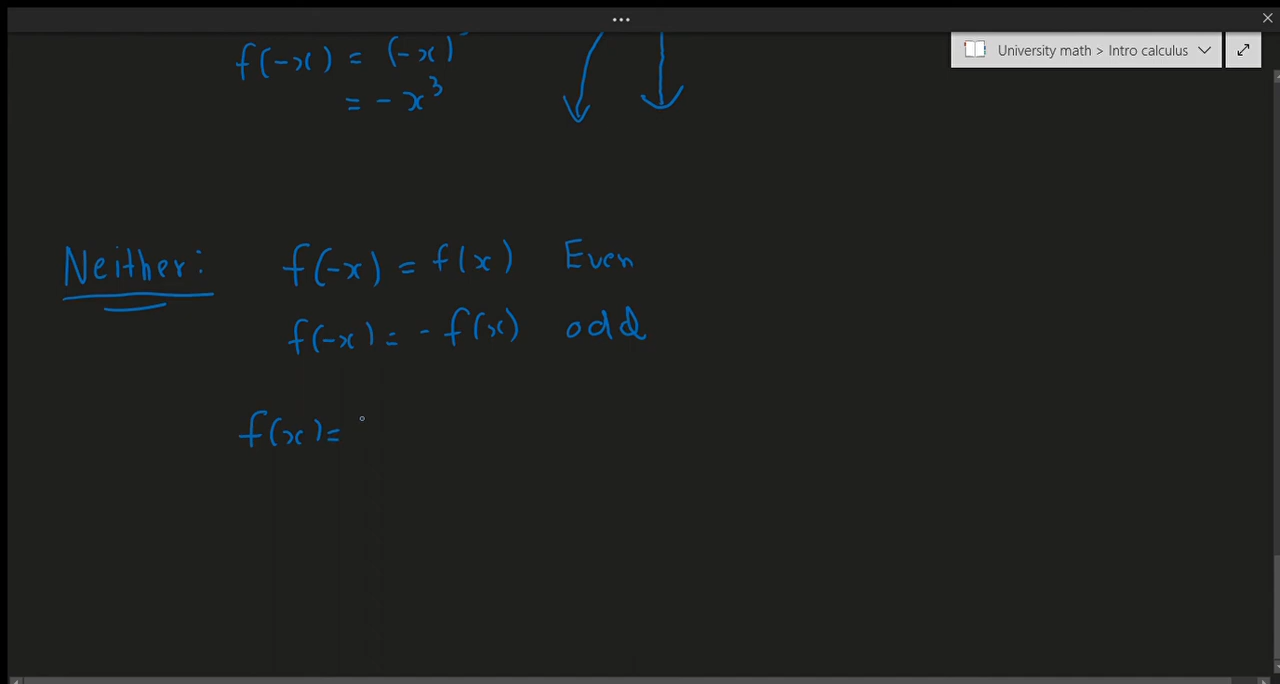 University math > Intro calculus
f(-x) = (-x)
= - x³
Neither: f(-x) = f(x) Even
f(-x) = - f(x) odd
f(x) =